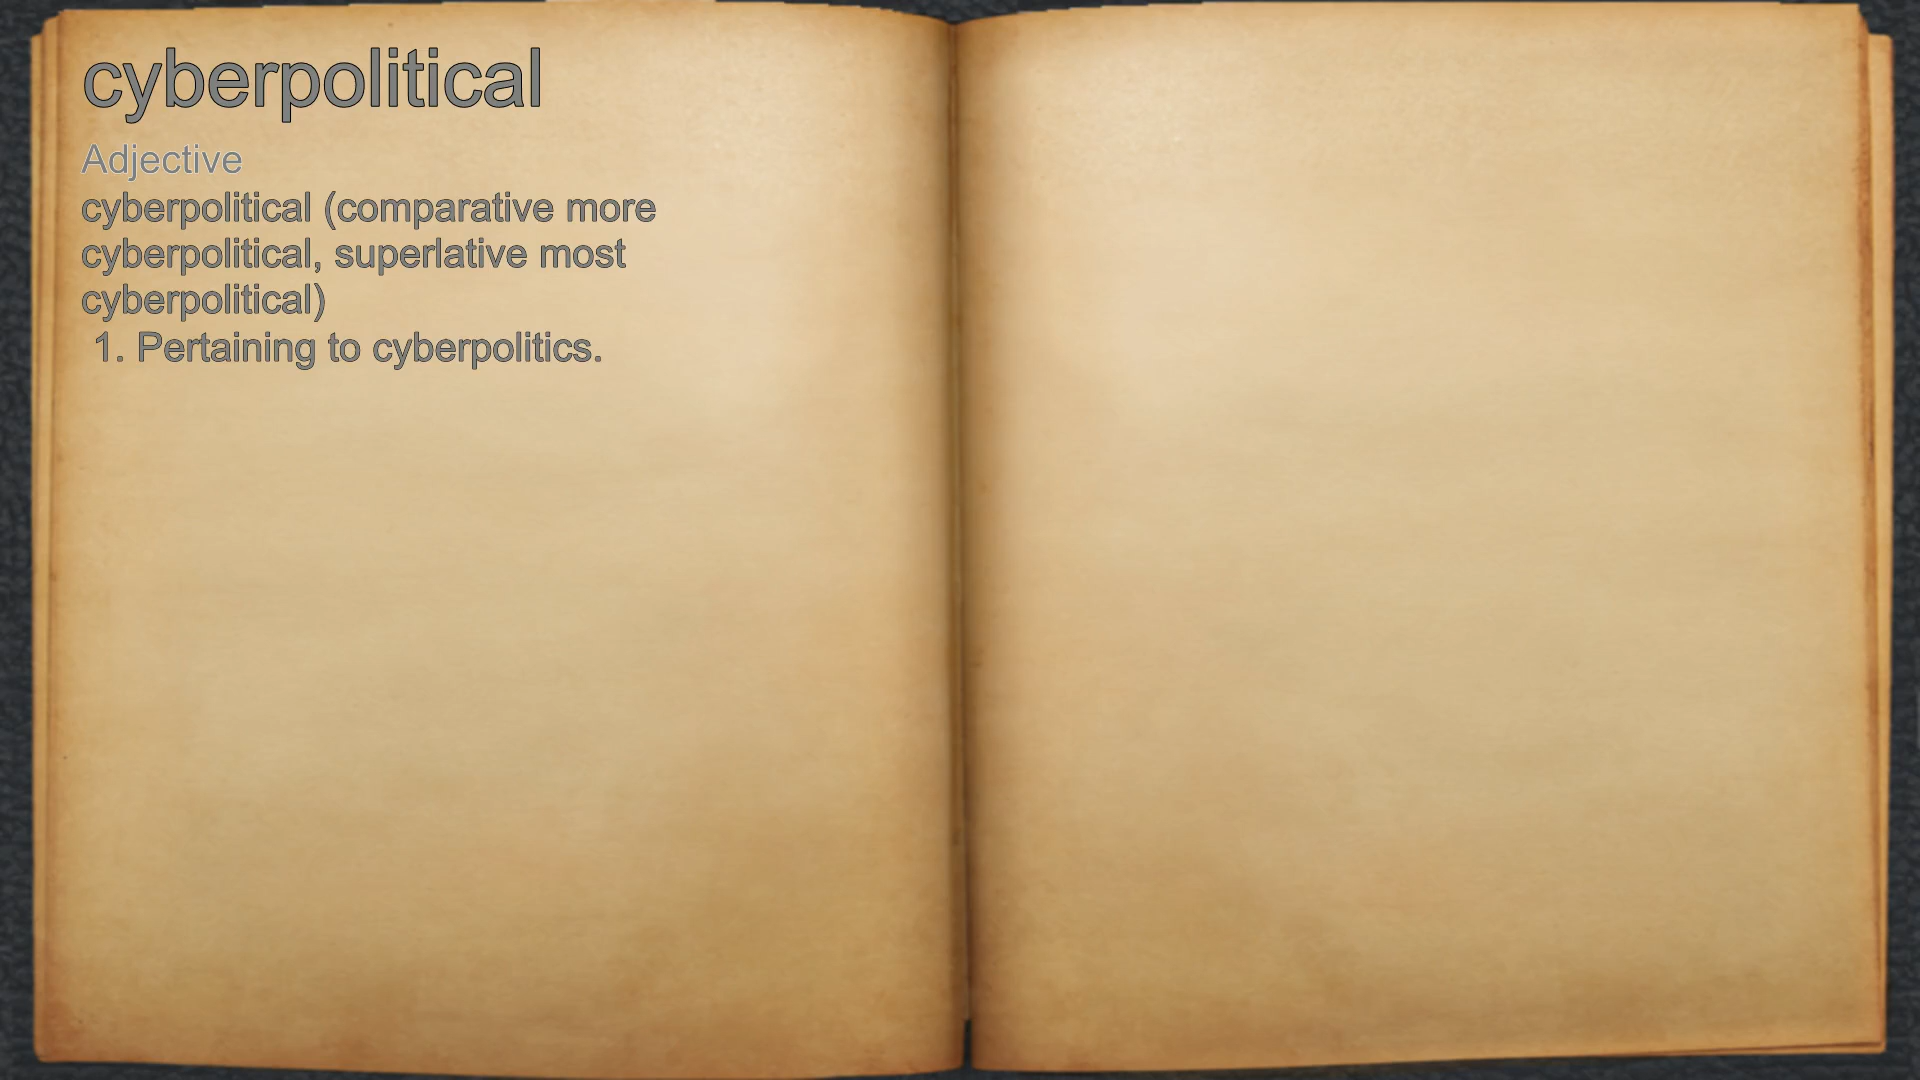 cyberpolitical
Adjective
cyberpolitical (comparative more
cyberpolitical, superlative most
cyberpolitical)
1. Pertaining to cyberpolitics.